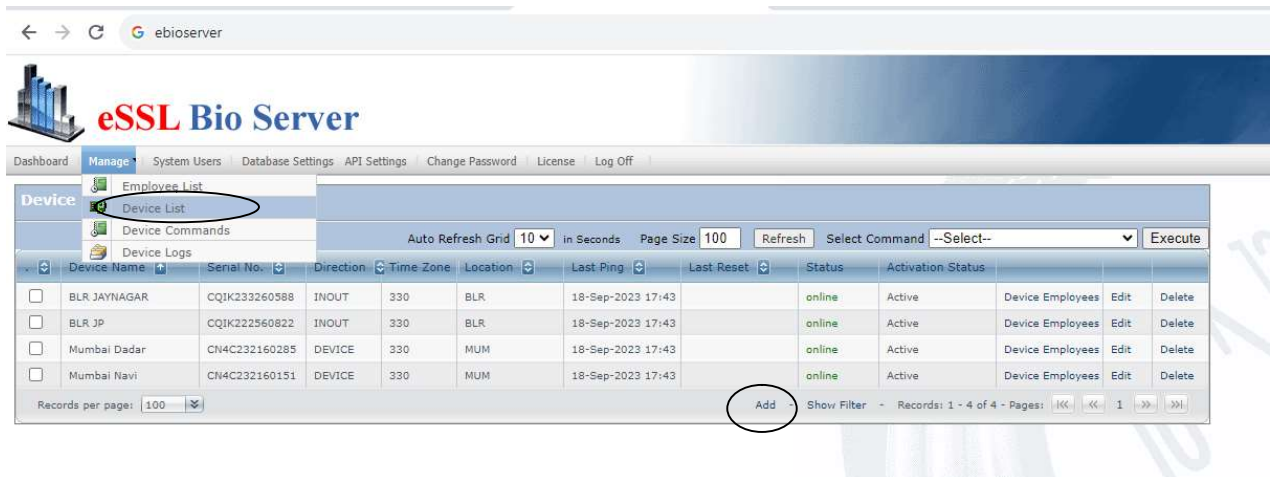 ebioserver
eSSL Bio Server
Dashboard Manage System Users Database Settings API Settings Change Password License Log Off
Employee List
Device
Device List
Device Commands
Device Logs
Auto Refresh Grid 10 in Seconds Page Size 100 Refresh Select Command --Select-- Execute
Device Name Serial No. Direction Time Zone Location Last Ping Last Reset Status Activation Status
BLR JAYNAGAR CQIK233260588 INOUT 330 BLR 18-Sep-2023 17:43 online Active Device Employees Edit Delete
BLR JP CQIK222560822 INOUT 330 BLR 18-Sep-2023 17:43 online Active Device Employees Edit Delete
Mumbai Dadar CN4C232160285 DEVICE 330 MUM 18-Sep-2023 17:43 online Active Device Employees Edit Delete
Mumbai Navi CN4C232160151 DEVICE 330 MUM 18-Sep-2023 17:43 online Active Device Employees Edit Delete
Records per page: 100 Add - Show Filter - Records: 1 - 4 of 4 - Pages: 1